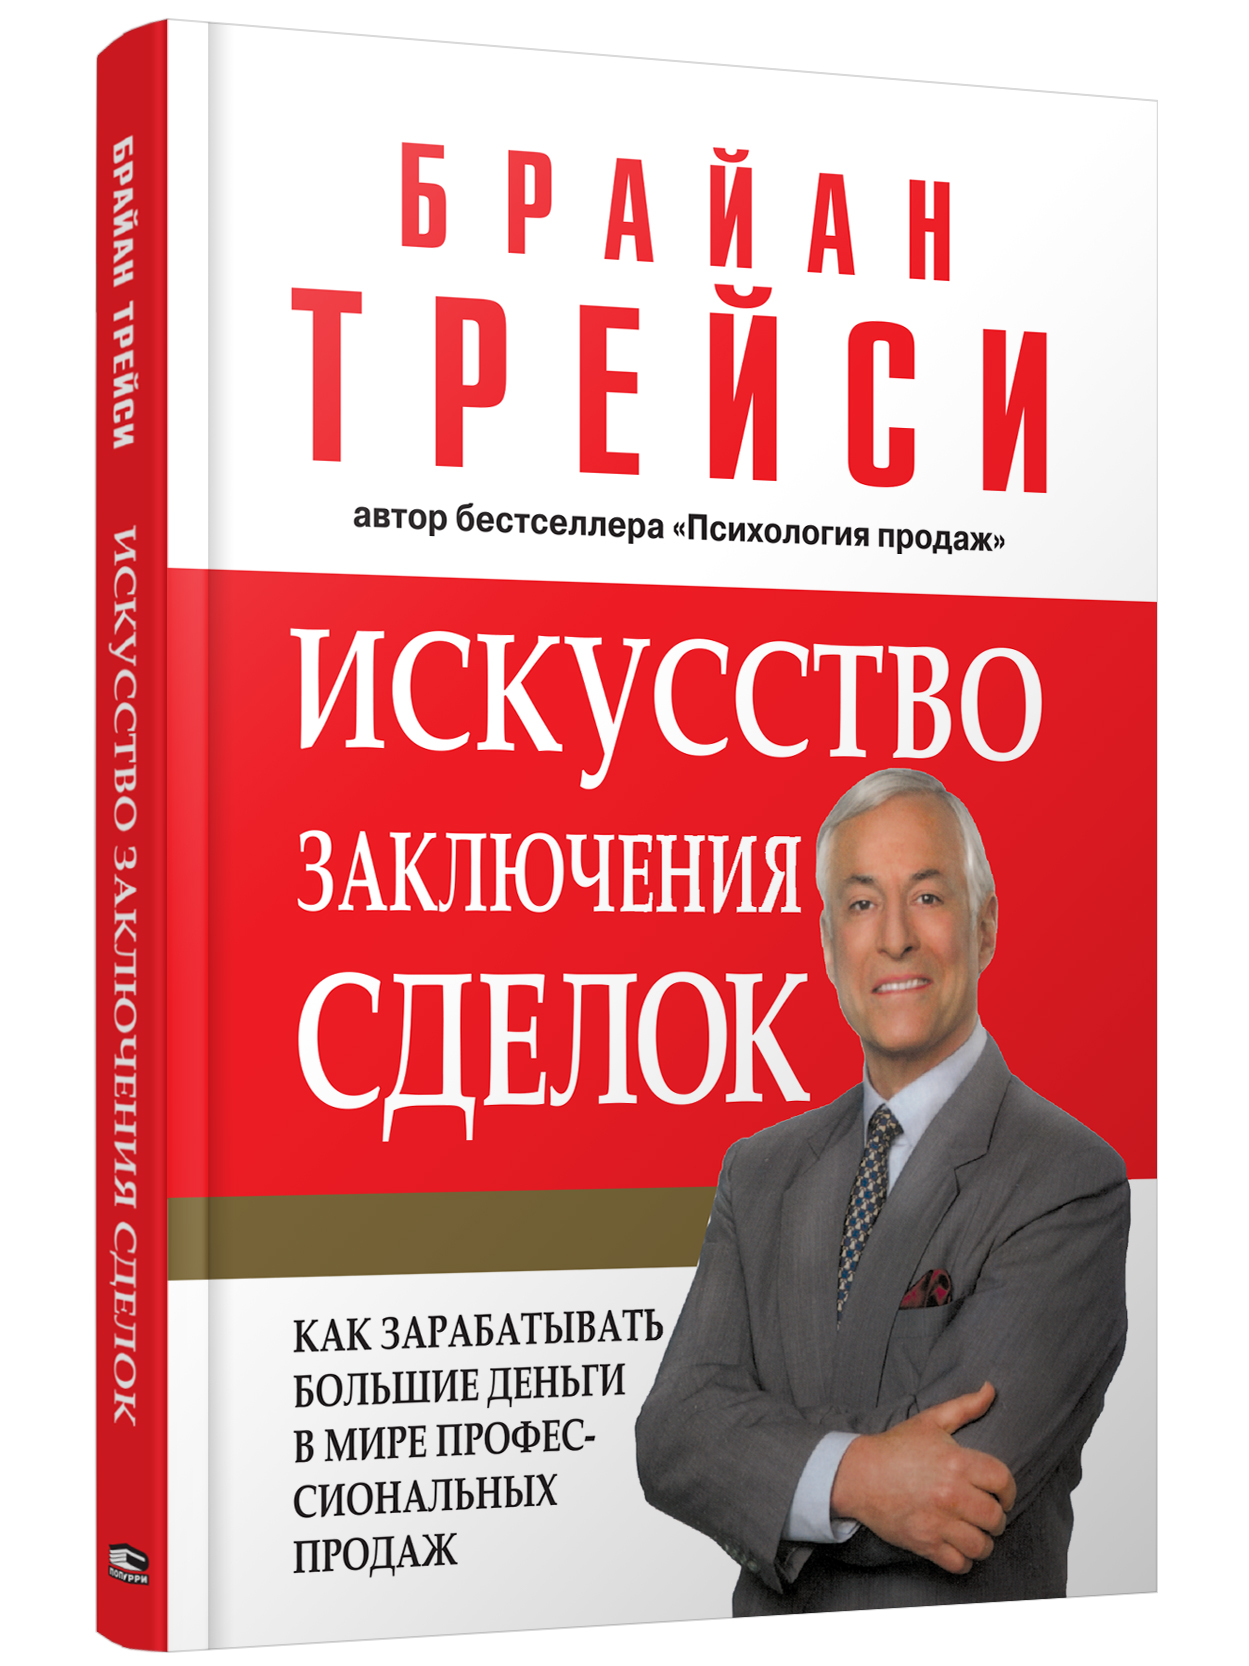 БРАЙАН
ТРЕЙСИ
автор бестселлера «Психология продаж»
ИСКУССТВО
ЗАКЛЮЧЕНИЯ
СДЕЛОК
КАК ЗАРАБАТЫВАТЬ
БОЛЬШИЕ ДЕНЬГИ
В МИРЕ ПРОФЕС-
СИОНАЛЬНЫХ
ПРОДАЖ
БРАЙАН ТРЕЙСИ ИСКУССТВО ЗАКЛЮЧЕНИЯ СДЕЛОК
ПОПУРРИ